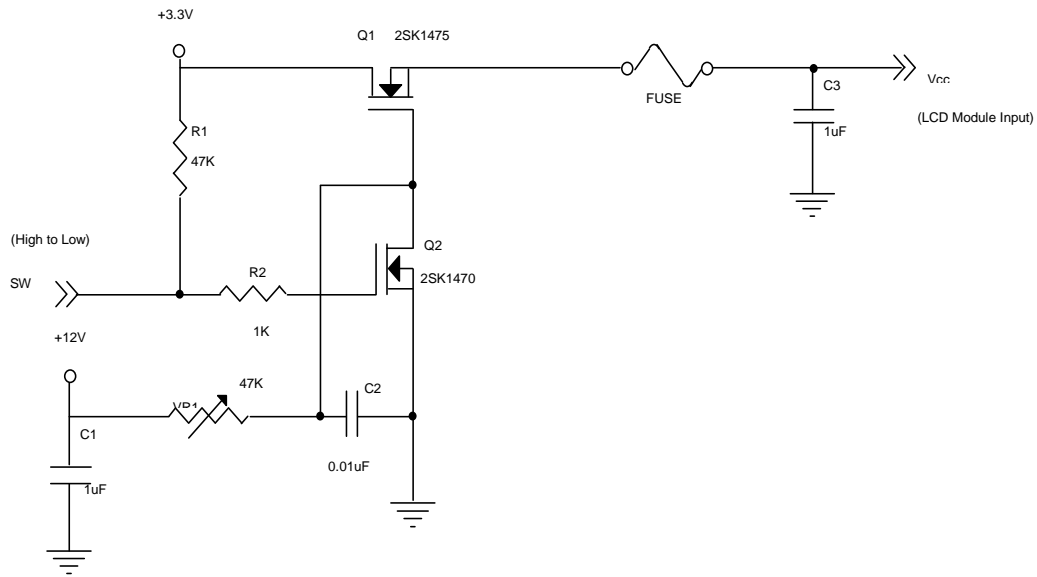 +3.3V
Q1 2SK1475
FUSE
C3
Vcc
1uF
(LCD Module Input)
R1
47K
(High to Low)
SW
Q2
2SK1470
R2
1K
+12V
47K
VR1
C2
C1
0.01uF
1uF